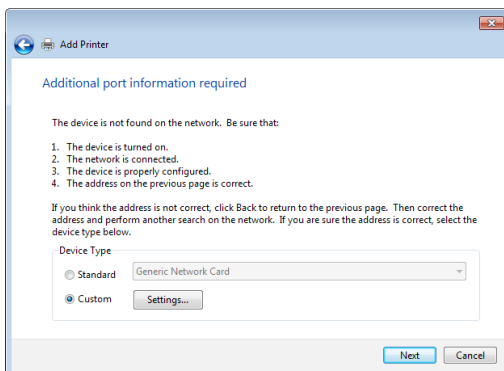 Add Printer
Additional port information required
The device is not found on the network. Be sure that:
1. The device is turned on.
2. The network is connected.
3. The device is properly configured.
4. The address on the previous page is correct.
If you think the address is not correct, click Back to return to the previous page. Then correct the
address and perform another search on the network. If you are sure the address is correct, select the
device type below.
Device Type
Standard Generic Network Card
Custom Settings...
Next Cancel